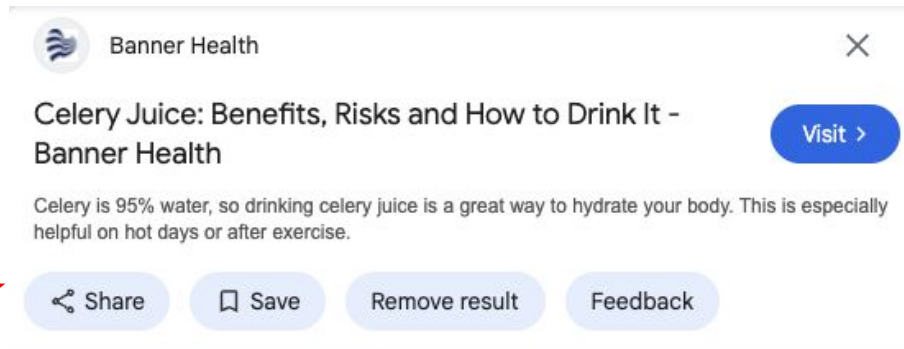 Banner Health
Celery Juice: Benefits, Risks and How to Drink It -
Banner Health
Visit >
Celery is 95% water, so drinking celery juice is a great way to hydrate your body. This is especially
helpful on hot days or after exercise.
Share Save Remove result Feedback